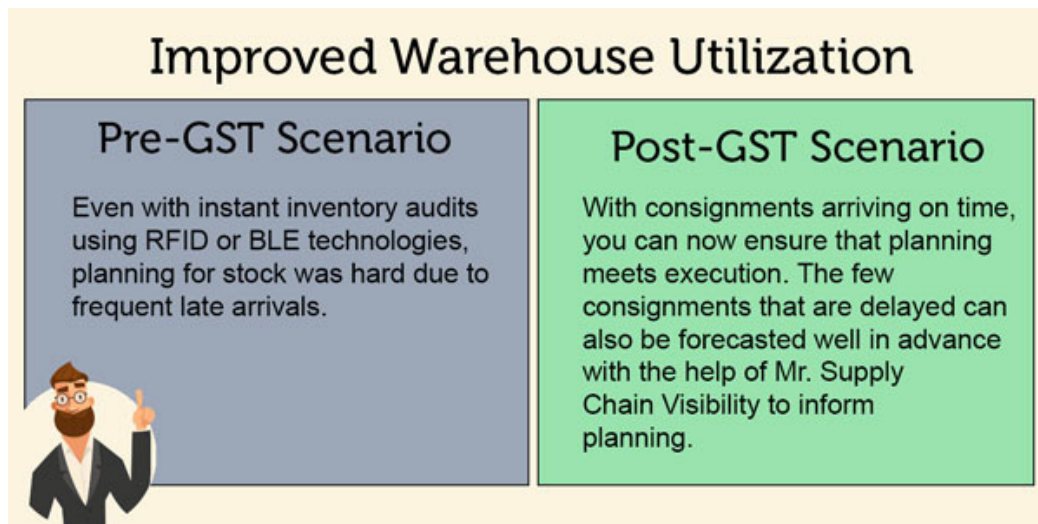 Improved Warehouse Utilization
Pre-GST Scenario
Even with instant inventory audits
using RFID or BLE technologies,
planning for stock was hard due to
frequent late arrivals.
Post-GST Scenario
With consignments arriving on time,
you can now ensure that planning
meets execution. The few
consignments that are delayed can
also be forecasted well in advance
with the help of Mr. Supply
Chain Visibility to inform
planning.